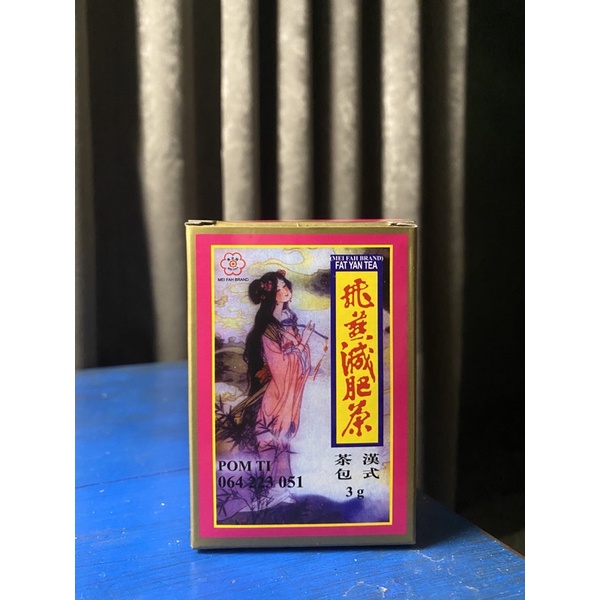 MEI FAH BRAND
(MEI FAH BRAND)
FAT YAN TEA
飛燕減肥茶
漢式
茶包
3 g
POM TI
064 223 051